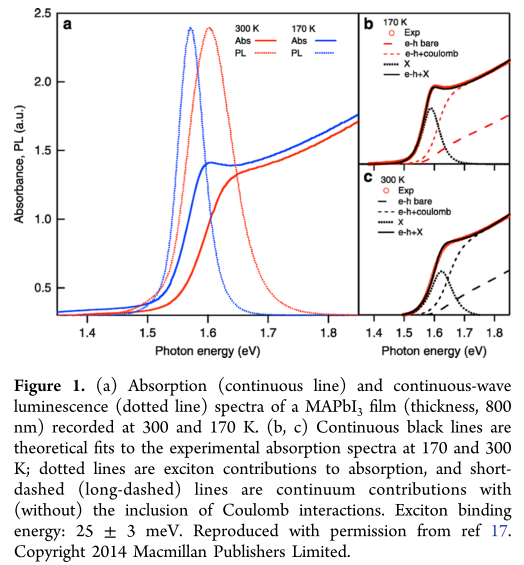 a
300 K 170 K
Abs Abs
PL PL
2.5
2.0
1.5
1.0
0.5
Absorbance, PL (a.u.)
1.4 1.5 1.6 1.7 1.8
Photon energy (eV)
b
170 K
Exp
e-h bare
e-h+coulomb
X
e-h+X
c
300 K
Exp
e-h bare
e-h+coulomb
X
e-h+X
1.4 1.5 1.6 1.7 1.8
Photon energy (eV)
Figure 1. (a) Absorption (continuous line) and continuous-wave
luminescence (dotted line) spectra of a MAPbI3 film (thickness, 800
nm) recorded at 300 and 170 K. (b, c) Continuous black lines are
theoretical fits to the experimental absorption spectra at 170 and 300
K; dotted lines are exciton contributions to absorption, and short-
dashed (long-dashed) lines are continuum contributions with
(without) the inclusion of Coulomb interactions. Exciton binding
energy: 25 ± 3 meV. Reproduced with permission from ref 17.
Copyright 2014 Macmillan Publishers Limited.